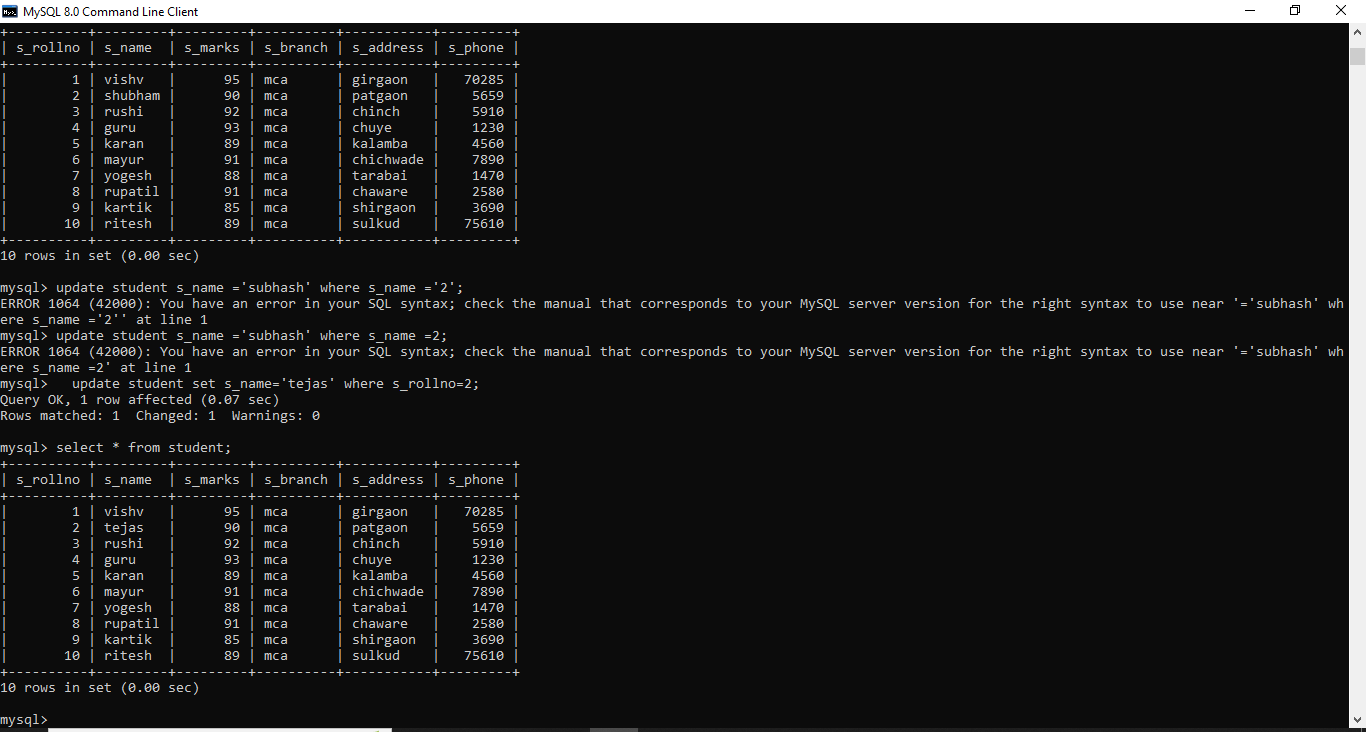 MySQL 8.0 Command Line Client
+----------+---------+---------+----------+-----------+---------+
| s_rollno | s_name  | s_marks | s_branch | s_address | s_phone |
+----------+---------+---------+----------+-----------+---------+
|        1 | vishv   |      95 | mca      | girgaon   |   70285 |
|        2 | shubham |      90 | mca      | patgaon   |    5659 |
|        3 | rushi   |      92 | mca      | chinch    |    5910 |
|        4 | guru    |      93 | mca      | chuye     |    1230 |
|        5 | karan   |      89 | mca      | kalamba   |    4560 |
|        6 | mayur   |      91 | mca      | chichwade |    7890 |
|        7 | yogesh  |      88 | mca      | tarabai   |    1470 |
|        8 | rupatil |      91 | mca      | chaware   |    2580 |
|        9 | kartik  |      85 | mca      | shirgaon  |    3690 |
|       10 | ritesh  |      89 | mca      | sulkud    |   75610 |
+----------+---------+---------+----------+-----------+---------+
10 rows in set (0.00 sec)
mysql> update student s_name ='subhash' where s_name ='2';
ERROR 1064 (42000): You have an error in your SQL syntax; check the manual that corresponds to your MySQL server version for the right syntax to use near '='subhash' wh
ere s_name ='2'' at line 1
mysql> update student s_name ='subhash' where s_name =2;
ERROR 1064 (42000): You have an error in your SQL syntax; check the manual that corresponds to your MySQL server version for the right syntax to use near '='subhash' wh
ere s_name =2' at line 1
mysql>   update student set s_name='tejas' where s_rollno=2;
Query OK, 1 row affected (0.07 sec)
Rows matched: 1  Changed: 1  Warnings: 0
mysql> select * from student;
+----------+---------+---------+----------+-----------+---------+
| s_rollno | s_name  | s_marks | s_branch | s_address | s_phone |
+----------+---------+---------+----------+-----------+---------+
|        1 | vishv   |      95 | mca      | girgaon   |   70285 |
|        2 | tejas   |      90 | mca      | patgaon   |    5659 |
|        3 | rushi   |      92 | mca      | chinch    |    5910 |
|        4 | guru    |      93 | mca      | chuye     |    1230 |
|        5 | karan   |      89 | mca      | kalamba   |    4560 |
|        6 | mayur   |      91 | mca      | chichwade |    7890 |
|        7 | yogesh  |      88 | mca      | tarabai   |    1470 |
|        8 | rupatil |      91 | mca      | chaware   |    2580 |
|        9 | kartik  |      85 | mca      | shirgaon  |    3690 |
|       10 | ritesh  |      89 | mca      | sulkud    |   75610 |
+----------+---------+---------+----------+-----------+---------+
10 rows in set (0.00 sec)
mysql>